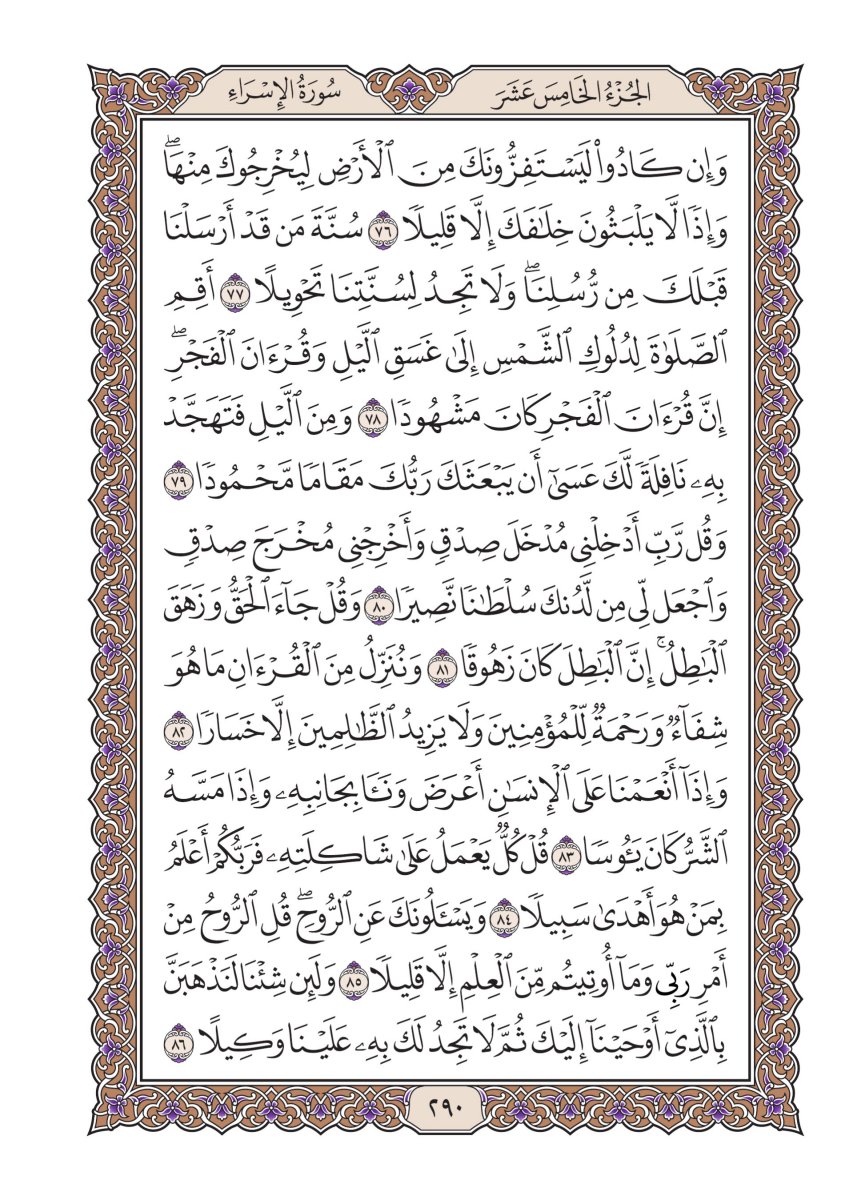 الجُزْءُ الخَامِسَ عَشَرَ
سُورَةُ الإِسْرَاءِ
وَإِن كَادُوا۟ لَيَسْتَفِزُّونَكَ مِنَ ٱلْأَرْضِ لِيُخْرِجُوكَ مِنْهَاۖ
وَإِذًا لَّا يَلْبَثُونَ خِلَٰفَكَ إِلَّا قَلِيلًا ٧٦ سُنَّةَ مَن قَدْ أَرْسَلْنَا
قَبْلَكَ مِن رُّسُلِنَاۖ وَلَا تَجِدُ لِسُنَّتِنَا تَحْوِيلًا ٧٧ أَقِمِ
ٱلصَّلَوٰةَ لِدُلُوكِ ٱلشَّمْسِ إِلَىٰ غَسَقِ ٱلَّيْلِ وَقُرْءَانَ ٱلْفَجْرِۖ
إِنَّ قُرْءَانَ ٱلْفَجْرِ كَانَ مَشْهُودًا ٧٨ وَمِنَ ٱلَّيْلِ فَتَهَجَّدْ
بِهِۦ نَافِلَةً لَّكَ عَسَىٰٓ أَن يَبْعَثَكَ رَبُّكَ مَقَامًا مَّحْمُودًا ٧٩
وَقُل رَّبِّ أَدْخِلْنِى مُدْخَلَ صِدْقٍ وَأَخْرِجْنِى مُخْرَجَ صِدْقٍ
وَٱجْعَل لِّى مِن لَّدُنكَ سُلْطَٰنًا نَّصِيرًا ٨٠ وَقُلْ جَآءَ ٱلْحَقُّ وَزَهَقَ
ٱلْبَٰطِلُۚ إِنَّ ٱلْبَٰطِلَ كَانَ زَهُوقًا ٨١ وَنُنَزِّلُ مِنَ ٱلْقُرْءَانِ مَا هُوَ
شِفَآءٌ وَرَحْمَةٌ لِّلْمُؤْمِنِينَ وَلَا يَزِيدُ ٱلظَّٰلِمِينَ إِلَّا خَسَارًا ٨٢
وَإِذَآ أَنْعَمْنَا عَلَى ٱلْإِنسَٰنِ أَعْرَضَ وَنَـَٔا بِجَانِبِهِۦ وَإِذَا مَسَّهُ
ٱلشَّرُّ كَانَ يَـُٔوسًا ٨٣ قُلْ كُلٌّ يَعْمَلُ عَلَىٰ شَاكِلَتِهِۦ فَرَبُّكُمْ أَعْلَمُ
بِمَنْ هُوَ أَهْدَىٰ سَبِيلًا ٨٤ وَيَسْـَٔلُونَكَ عَنِ ٱلرُّوحِۖ قُلِ ٱلرُّوحُ مِنْ
أَمْرِ رَبِّى وَمَآ أُوتِيتُم مِّنَ ٱلْعِلْمِ إِلَّا قَلِيلًا ٨٥ وَلَئِن شِئْنَا لَنَذْهَبَنَّ
بِٱلَّذِىٓ أَوْحَيْنَآ إِلَيْكَ ثُمَّ لَا تَجِدُ لَكَ بِهِۦ عَلَيْنَا وَكِيلًا ٨٦
٢٩٠